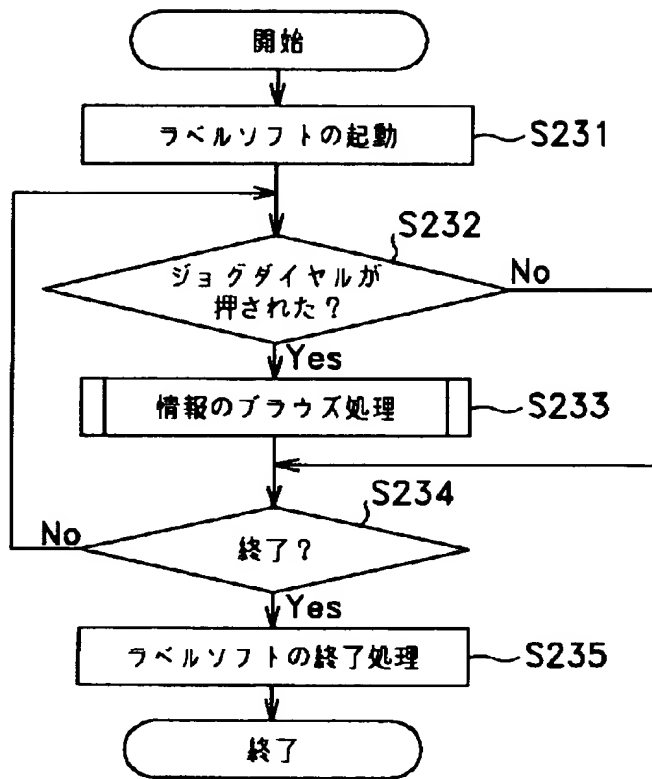 開始
ラベルソフトの起動
S231
S232
ジョグダイヤルが
押された？
No
Yes
情報のブラウズ処理
S233
S234
No
終了？
Yes
ラベルソフトの終了処理
S235
終了